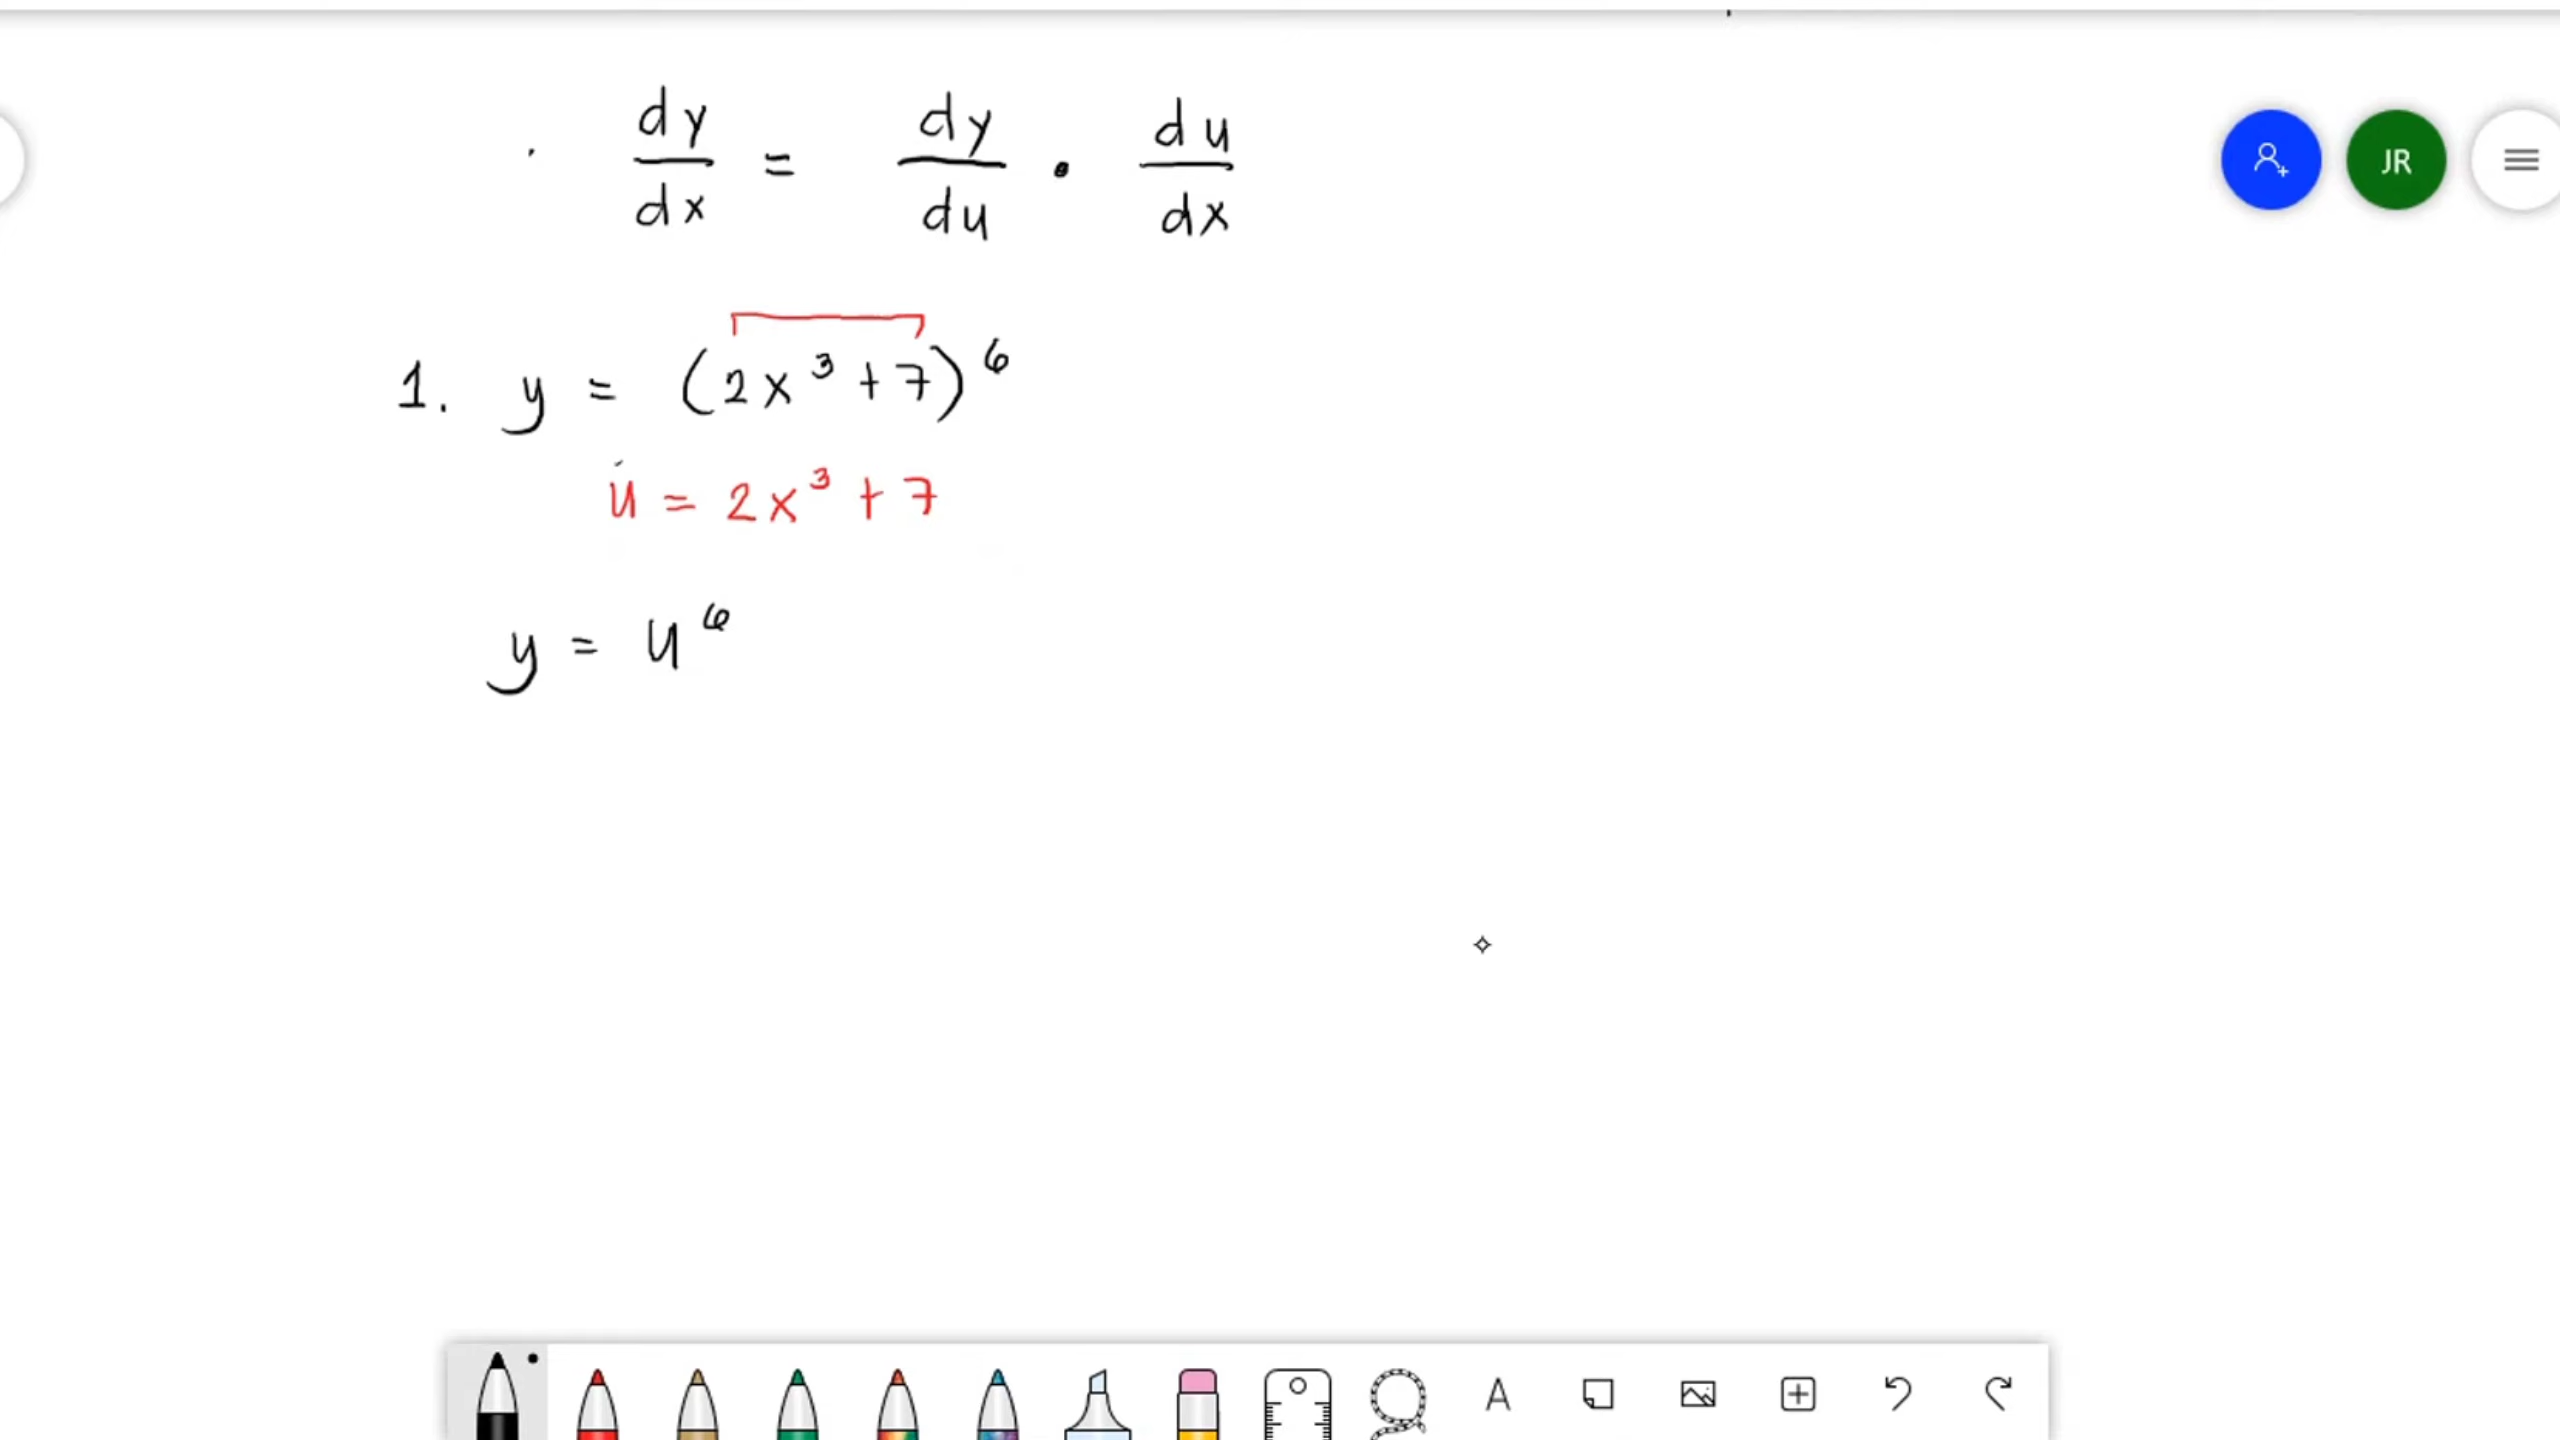 dy/dx = dy/du · du/dx
JR
1. y = (2x³ + 7)⁶
u = 2x³ + 7
y = u⁶
A